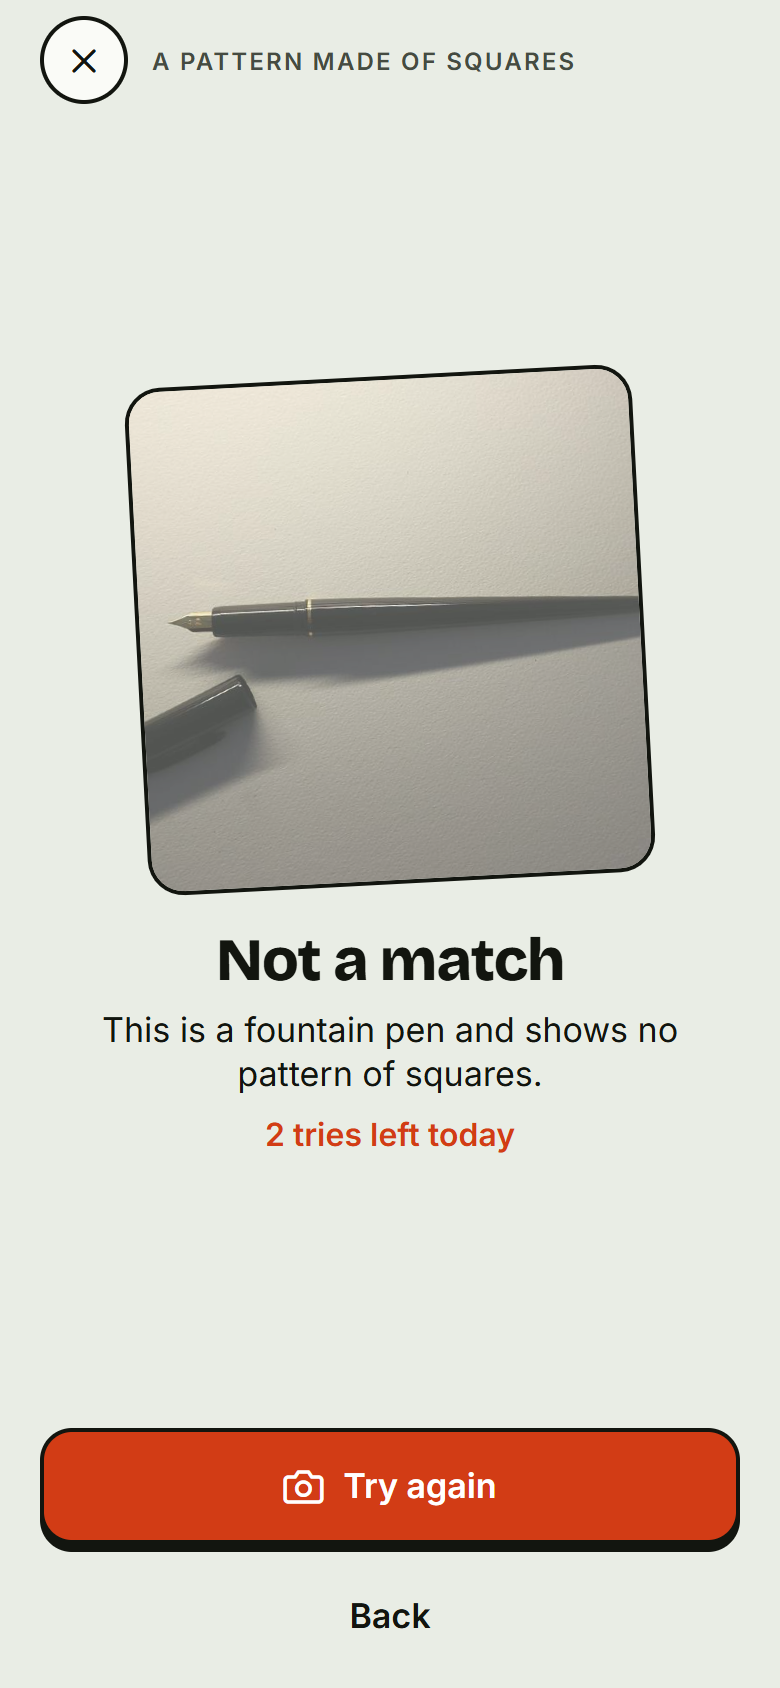 A PATTERN MADE OF SQUARES
Not a match
This is a fountain pen and shows no
pattern of squares.
2 tries left today
Try again
Back